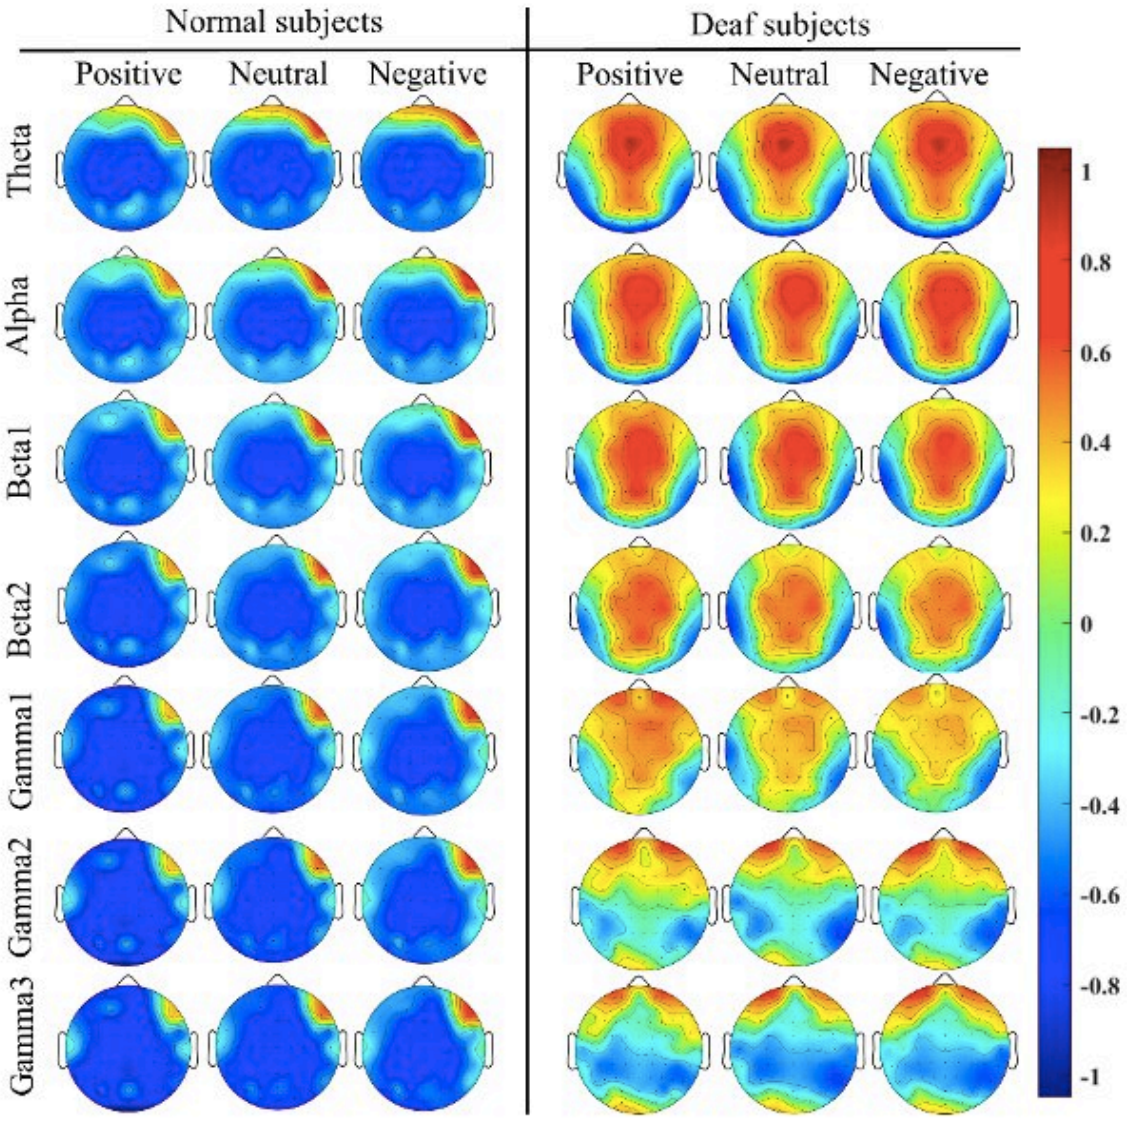 Normal subjects Deaf subjects
Positive Neutral Negative Positive Neutral Negative
Theta
Alpha
Beta1
Beta2
Gamma1
Gamma2
Gamma3
1
0.8
0.6
0.4
0.2
0
-0.2
-0.4
-0.6
-0.8
-1